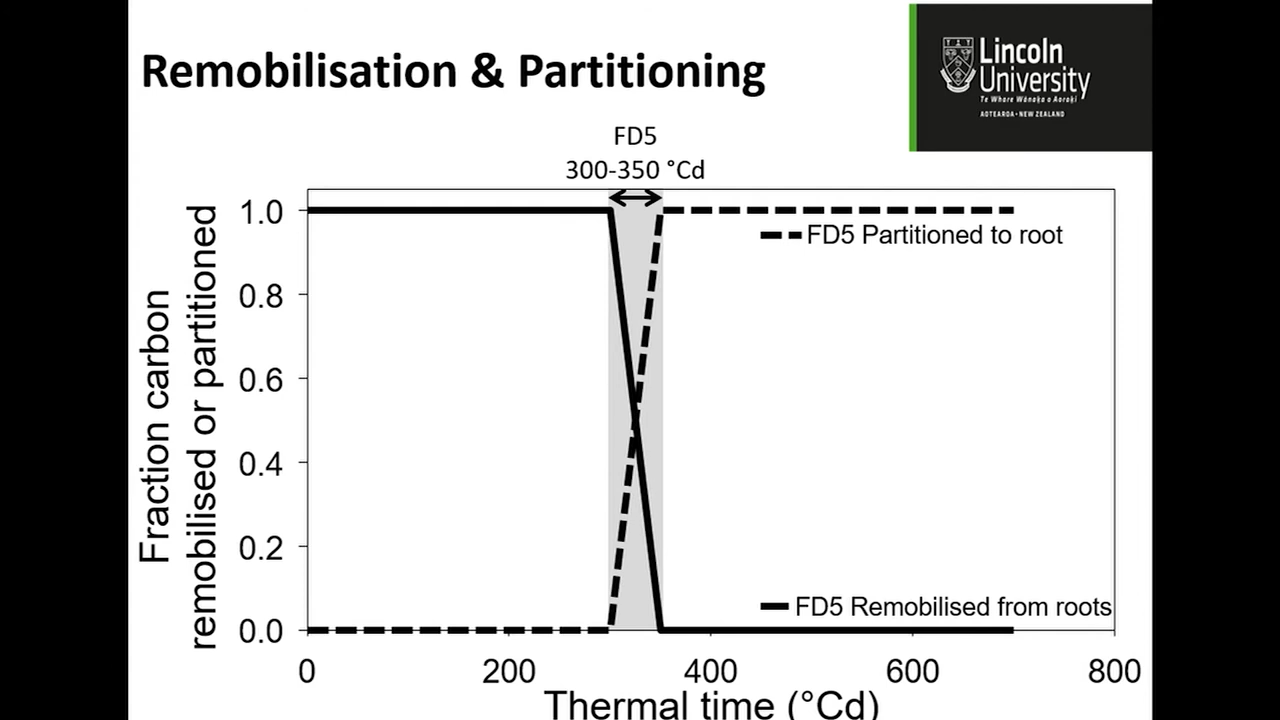 Remobilisation & Partitioning
Lincoln
University
Te Whare Wānaka o Aoraki
AOTEAROA • NEW ZEALAND
FD5
300-350 °Cd
1.0
0.8
0.6
0.4
0.2
0.0
Fraction carbon
remobilised or partitioned
FD5 Partitioned to root
FD5 Remobilised from roots
0
200
400
600
800
Thermal time (°Cd)